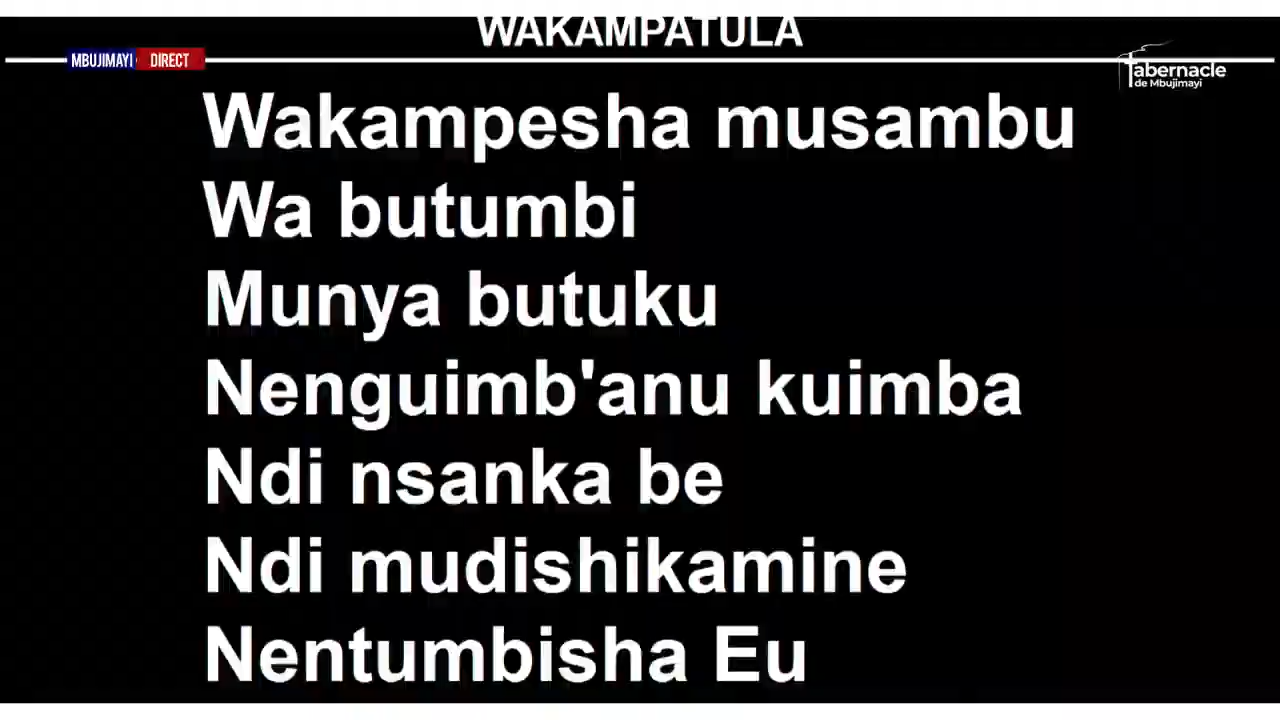 WAKAMPATULA
MBUJIMAYI DIRECT
Tabernacle
de Mbujimayi
Wakampesha musambu
Wa butumbi
Munya butuku
Nenguimb'anu kuimba
Ndi nsanka be
Ndi mudishikamine
Nentumbisha Eu